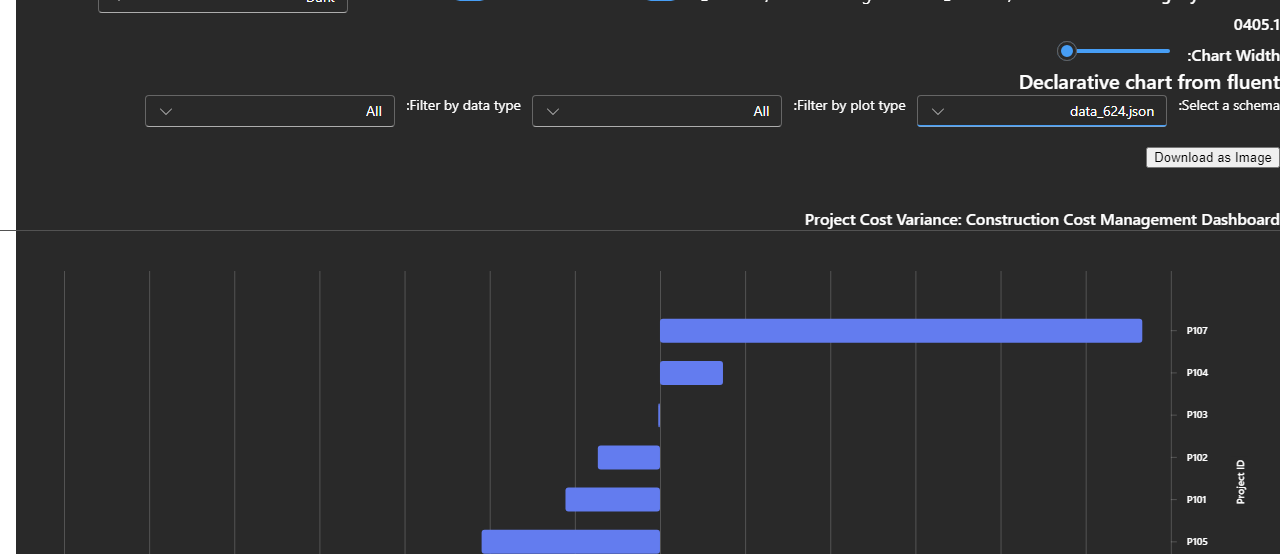 0405.1
:Chart Width
Declarative chart from fluent
:Select a schema
data_624.json
:Filter by plot type
All
:Filter by data type
All
Download as Image
Project Cost Variance: Construction Cost Management Dashboard
P107
P104
P103
P102
P101
P105
Project ID